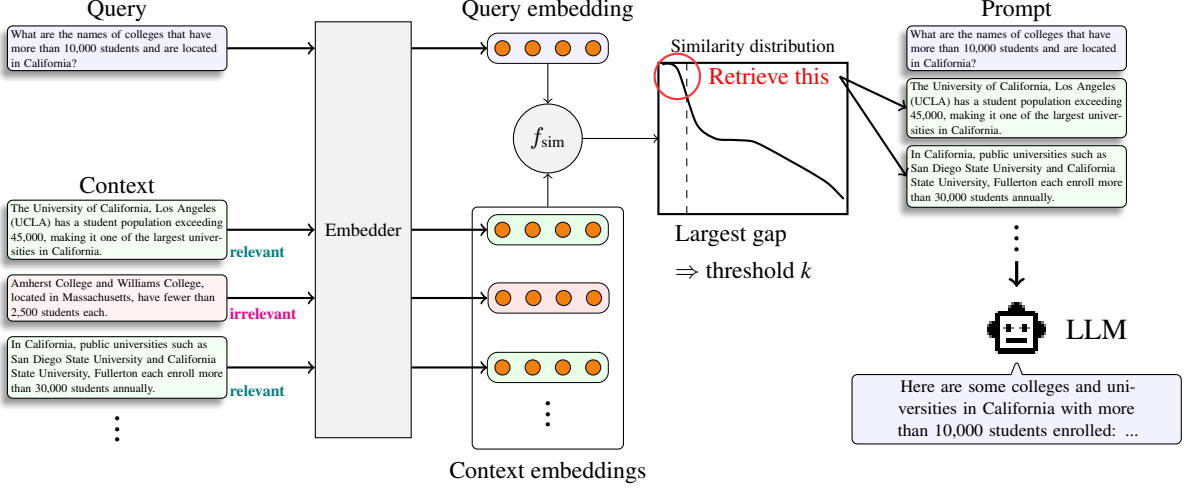 Query
What are the names of colleges that have
more than 10,000 students and are located
in California?
Context
The University of California, Los Angeles
(UCLA) has a student population exceeding
45,000, making it one of the largest univer-
sities in California.
relevant
Amherst College and Williams College,
located in Massachusetts, have fewer than
2,500 students each.
irrelevant
In California, public universities such as
San Diego State University and California
State University, Fullerton each enroll more
than 30,000 students annually.
relevant
Embedder
Query embedding
f_sim
Context embeddings
Similarity distribution
Retrieve this
Largest gap
⇒ threshold k
Prompt
What are the names of colleges that have
more than 10,000 students and are located
in California?
The University of California, Los Angeles
(UCLA) has a student population exceeding
45,000, making it one of the largest univer-
sities in California.
In California, public universities such as
San Diego State University and California
State University, Fullerton each enroll more
than 30,000 students annually.
LLM
Here are some colleges and uni-
versities in California with more
than 10,000 students enrolled: ...